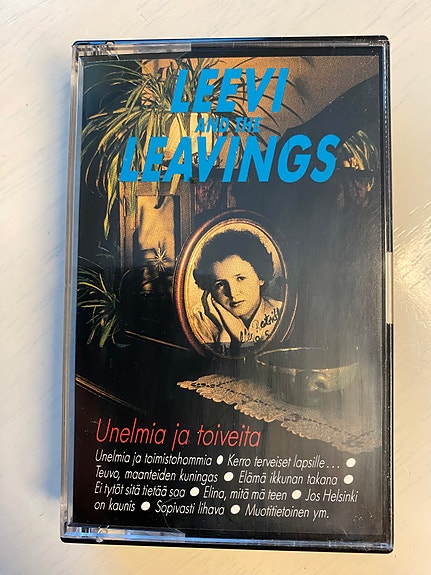 LEEVI
AND THE
LEAVINGS
Unelmia ja toiveita
Unelmia ja toimistohommia ● Kerro terveiset lapsille... ●
Teuvo, maanteiden kuningas ● Elämä ikkunan takana ●
Ei tytöt sitä tietää saa ● Elina, mitä mä teen ● Jos Helsinki
on kaunis ● Sopivasti lihava ● Muotitietoinen ym.